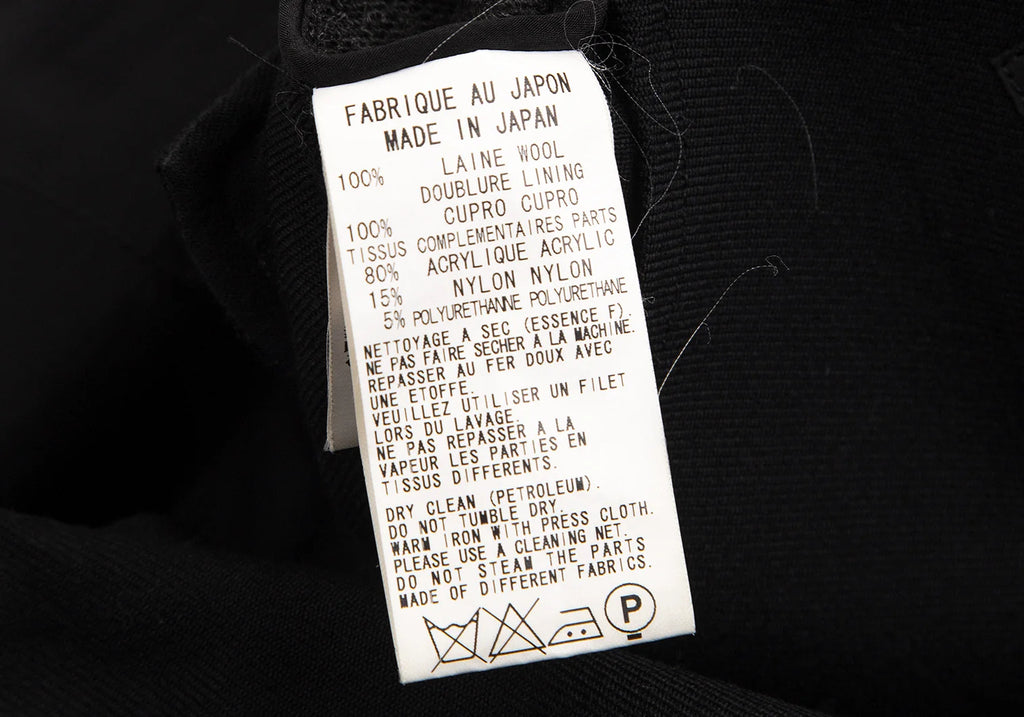 FABRIQUE AU JAPON
MADE IN JAPAN
100% LAINE WOOL
DOUBLURE LINING
100% CUPRO CUPRO
TISSUS COMPLEMENTAIRES PARTS
80% ACRYLIQUE ACRYLIC
15% NYLON NYLON
5% POLYURETHANNE POLYURETHANE
NETTOYAGE A SEC (ESSENCE F).
NE PAS FAIRE SECHER A LA MACHINE.
REPASSER AU FER DOUX AVEC
UNE ETOFFE.
VEUILLEZ UTILISER UN FILET
LORS DU LAVAGE.
NE PAS REPASSER A LA
VAPEUR LES PARTIES EN
TISSUS DIFFERENTS.
DRY CLEAN (PETROLEUM).
DO NOT TUMBLE DRY.
WARM IRON WITH PRESS CLOTH.
PLEASE USE A CLEANING NET.
DO NOT STEAM THE PARTS
MADE OF DIFFERENT FABRICS.
P